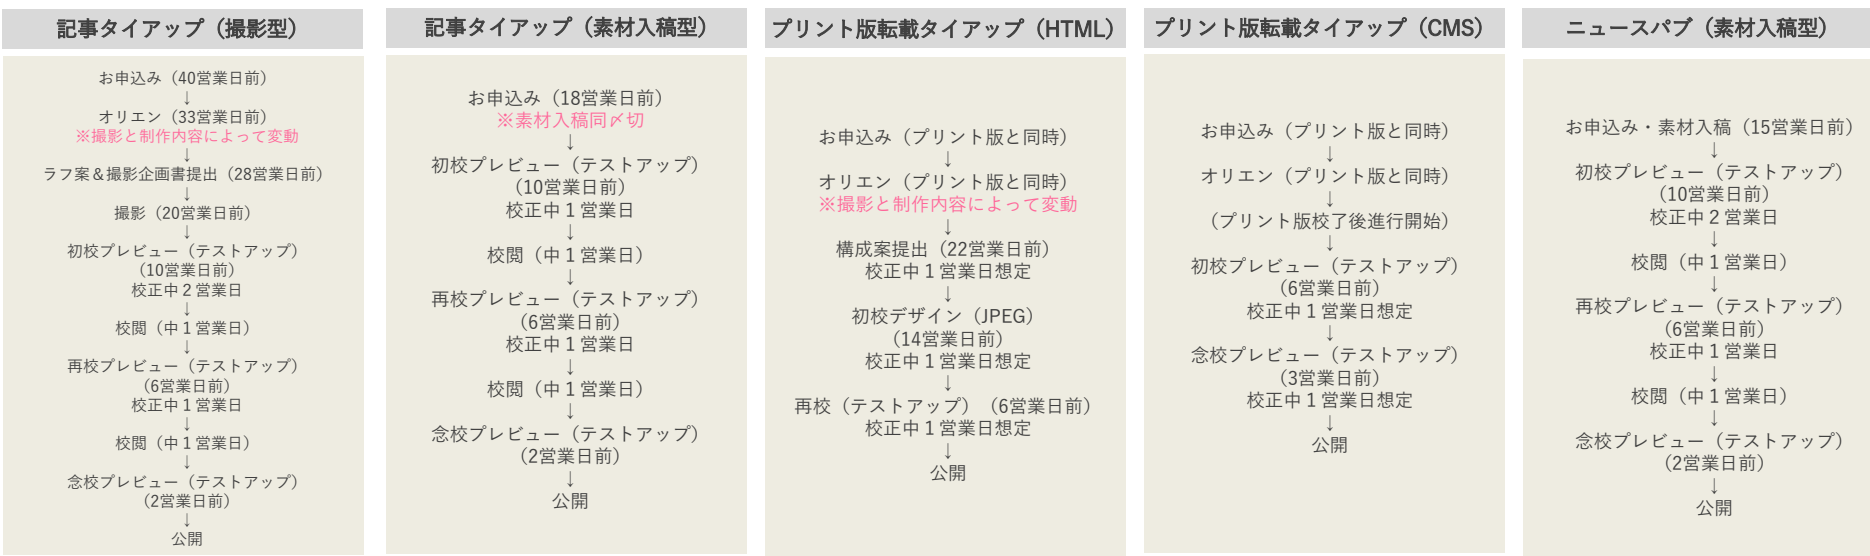 記事タイアップ（撮影型）
お申込み（40営業日前）
↓
オリエン（33営業日前）
※撮影と制作内容によって変動
↓
ラフ案＆撮影企画書提出（28営業日前）
↓
撮影（20営業日前）
↓
初校プレビュー（テストアップ）
（10営業日前）
校正中２営業日
↓
校閲（中１営業日）
↓
再校プレビュー（テストアップ）
（6営業日前）
校正中１営業日
↓
校閲（中１営業日）
↓
念校プレビュー（テストアップ）
（2営業日前）
↓
公開
記事タイアップ（素材入稿型）
お申込み（18営業日前）
※素材入稿同〆切
↓
初校プレビュー（テストアップ）
（10営業日前）
校正中１営業日
↓
校閲（中１営業日）
↓
再校プレビュー（テストアップ）
（6営業日前）
校正中１営業日
↓
校閲（中１営業日）
↓
念校プレビュー（テストアップ）
（2営業日前）
↓
公開
プリント版転載タイアップ（HTML）
お申込み（プリント版と同時）
↓
オリエン（プリント版と同時）
※撮影と制作内容によって変動
↓
構成案提出（22営業日前）
校正中１営業日想定
↓
初校デザイン（JPEG）
（14営業日前）
校正中１営業日想定
↓
再校（テストアップ）（6営業日前）
校正中１営業日想定
↓
公開
プリント版転載タイアップ（CMS）
お申込み（プリント版と同時）
↓
オリエン（プリント版と同時）
↓
（プリント版校了後進行開始）
↓
初校プレビュー（テストアップ）
（6営業日前）
校正中１営業日想定
↓
念校プレビュー（テストアップ）
（3営業日前）
校正中１営業日想定
↓
公開
ニュースパブ（素材入稿型）
お申込み・素材入稿（15営業日前）
↓
初校プレビュー（テストアップ）
（10営業日前）
校正中２営業日
↓
校閲（中１営業日）
↓
再校プレビュー（テストアップ）
（6営業日前）
校正中１営業日
↓
校閲（中１営業日）
↓
念校プレビュー（テストアップ）
（2営業日前）
↓
公開